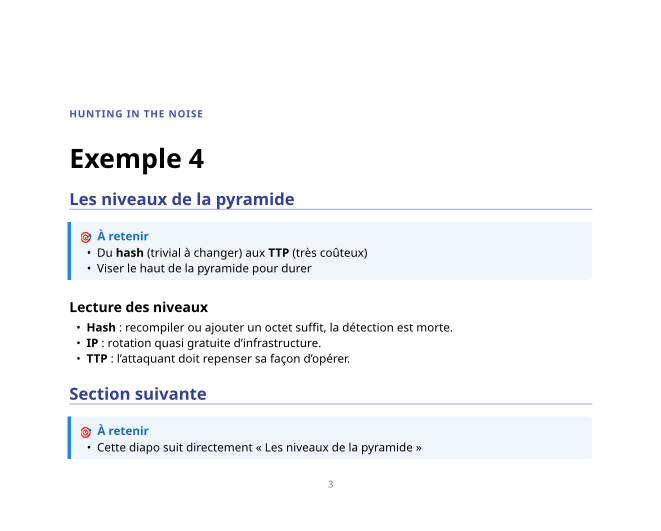 HUNTING IN THE NOISE
Exemple 4
Les niveaux de la pyramide
🎯 À retenir
• Du hash (trivial à changer) aux TTP (très coûteux)
• Viser le haut de la pyramide pour durer
Lecture des niveaux
• Hash : recompiler ou ajouter un octet suffit, la détection est morte.
• IP : rotation quasi gratuite d’infrastructure.
• TTP : l’attaquant doit repenser sa façon d’opérer.
Section suivante
🎯 À retenir
• Cette diapo suit directement « Les niveaux de la pyramide »
3